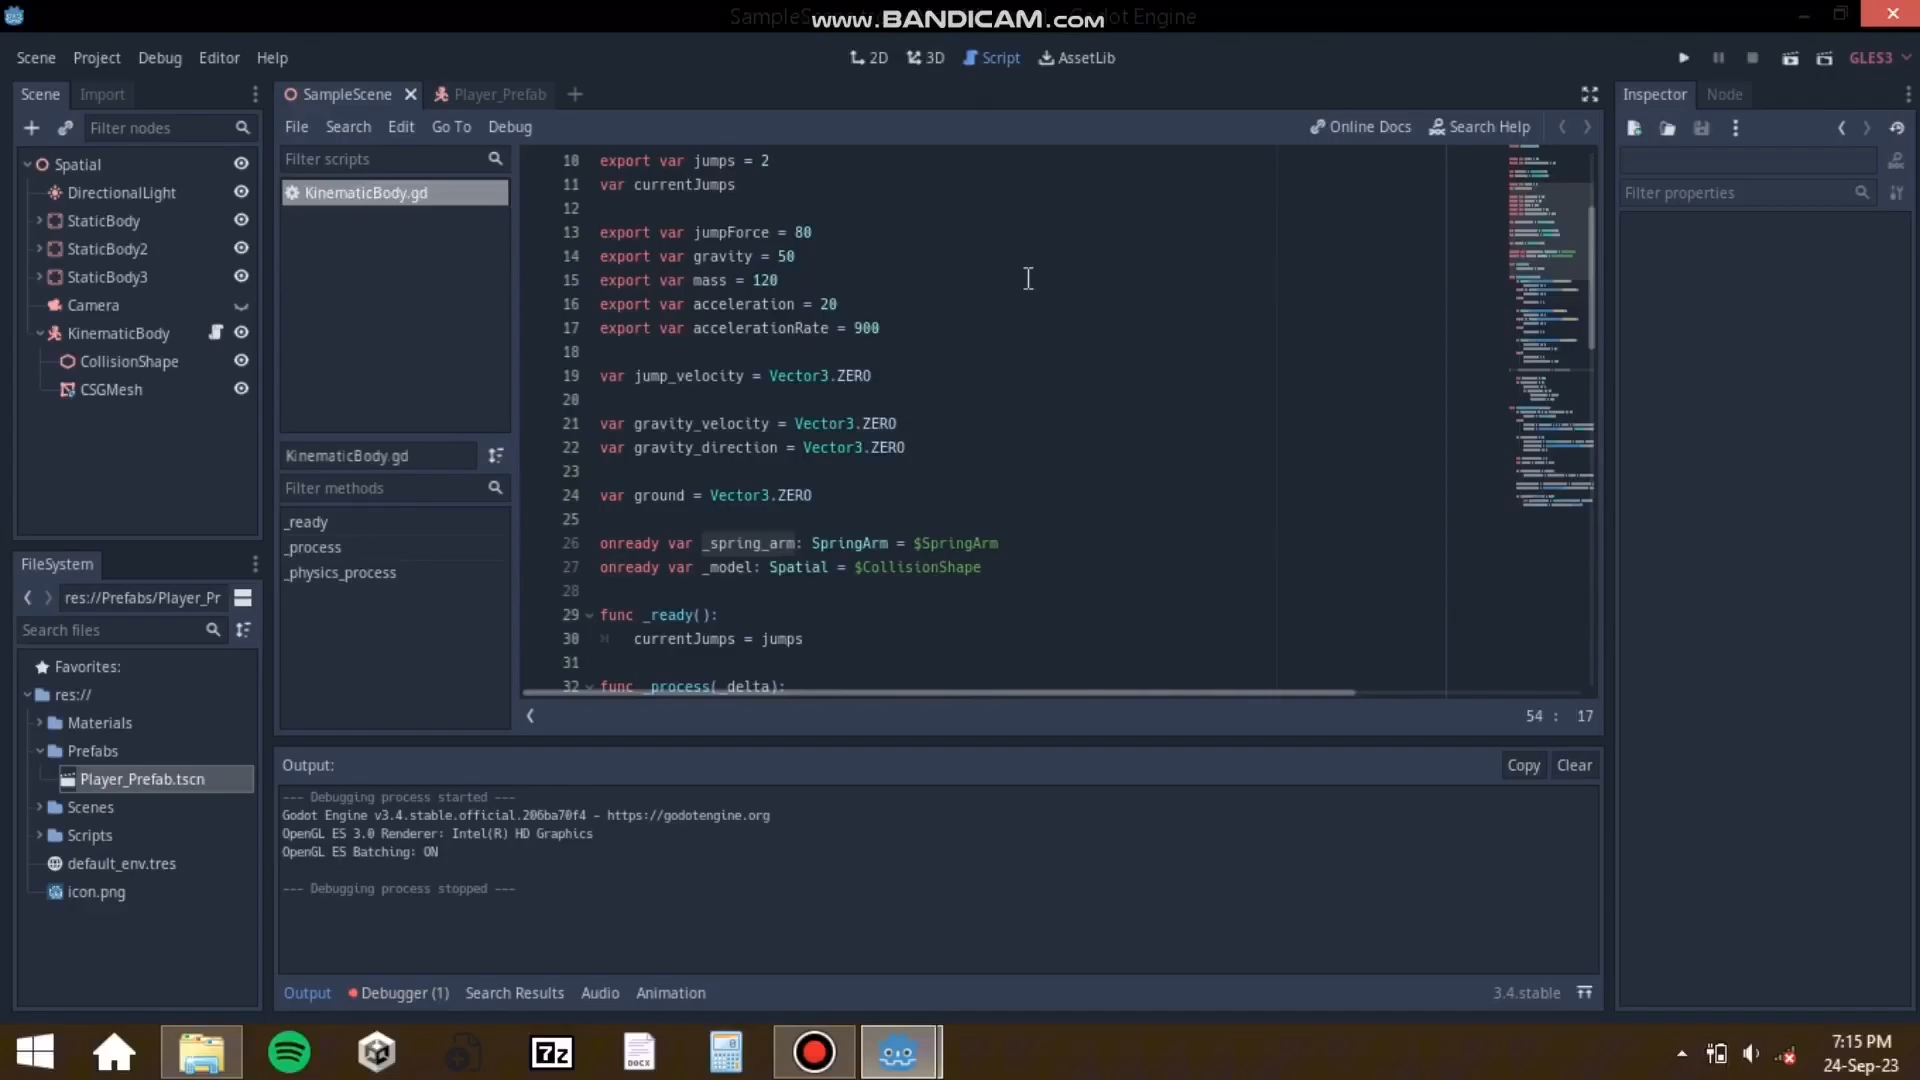 SampleScene
Godot Engine
www.BANDICAM.com
Scene Project Debug Editor Help
2D 3D Script AssetLib
GLES3
Scene Import
SampleScene Player_Prefab
Inspector Node
Filter nodes
File Search Edit Go To Debug
Online Docs Search Help
Spatial
DirectionalLight
StaticBody
StaticBody2
StaticBody3
Camera
KinematicBody
CollisionShape
CSGMesh
Filter scripts
KinematicBody.gd
KinematicBody.gd
Filter methods
_ready
_process
_physics_process
10 export var jumps = 2
11 var currentJumps
12
13 export var jumpForce = 80
14 export var gravity = 50
15 export var mass = 120
16 export var acceleration = 20
17 export var accelerationRate = 900
18
19 var jump_velocity = Vector3.ZERO
20
21 var gravity_velocity = Vector3.ZERO
22 var gravity_direction = Vector3.ZERO
23
24 var ground = Vector3.ZERO
25
26 onready var _spring_arm: SpringArm = $SpringArm
27 onready var _model: Spatial = $CollisionShape
28
29 func _ready():
30 currentJumps = jumps
31
32 func _process(_delta):
54 : 17
Filter properties
FileSystem
res://Prefabs/Player_Pr
Search files
Favorites:
res://
Materials
Prefabs
Player_Prefab.tscn
Scenes
Scripts
default_env.tres
icon.png
Output:
Copy Clear
--- Debugging process started ---
Godot Engine v3.4.stable.official.206ba70f4 - https://godotengine.org
OpenGL ES 3.0 Renderer: Intel(R) HD Graphics
OpenGL ES Batching: ON
--- Debugging process stopped ---
Output Debugger (1) Search Results Audio Animation
3.4.stable
7z
DOCX
7:15 PM
24-Sep-23